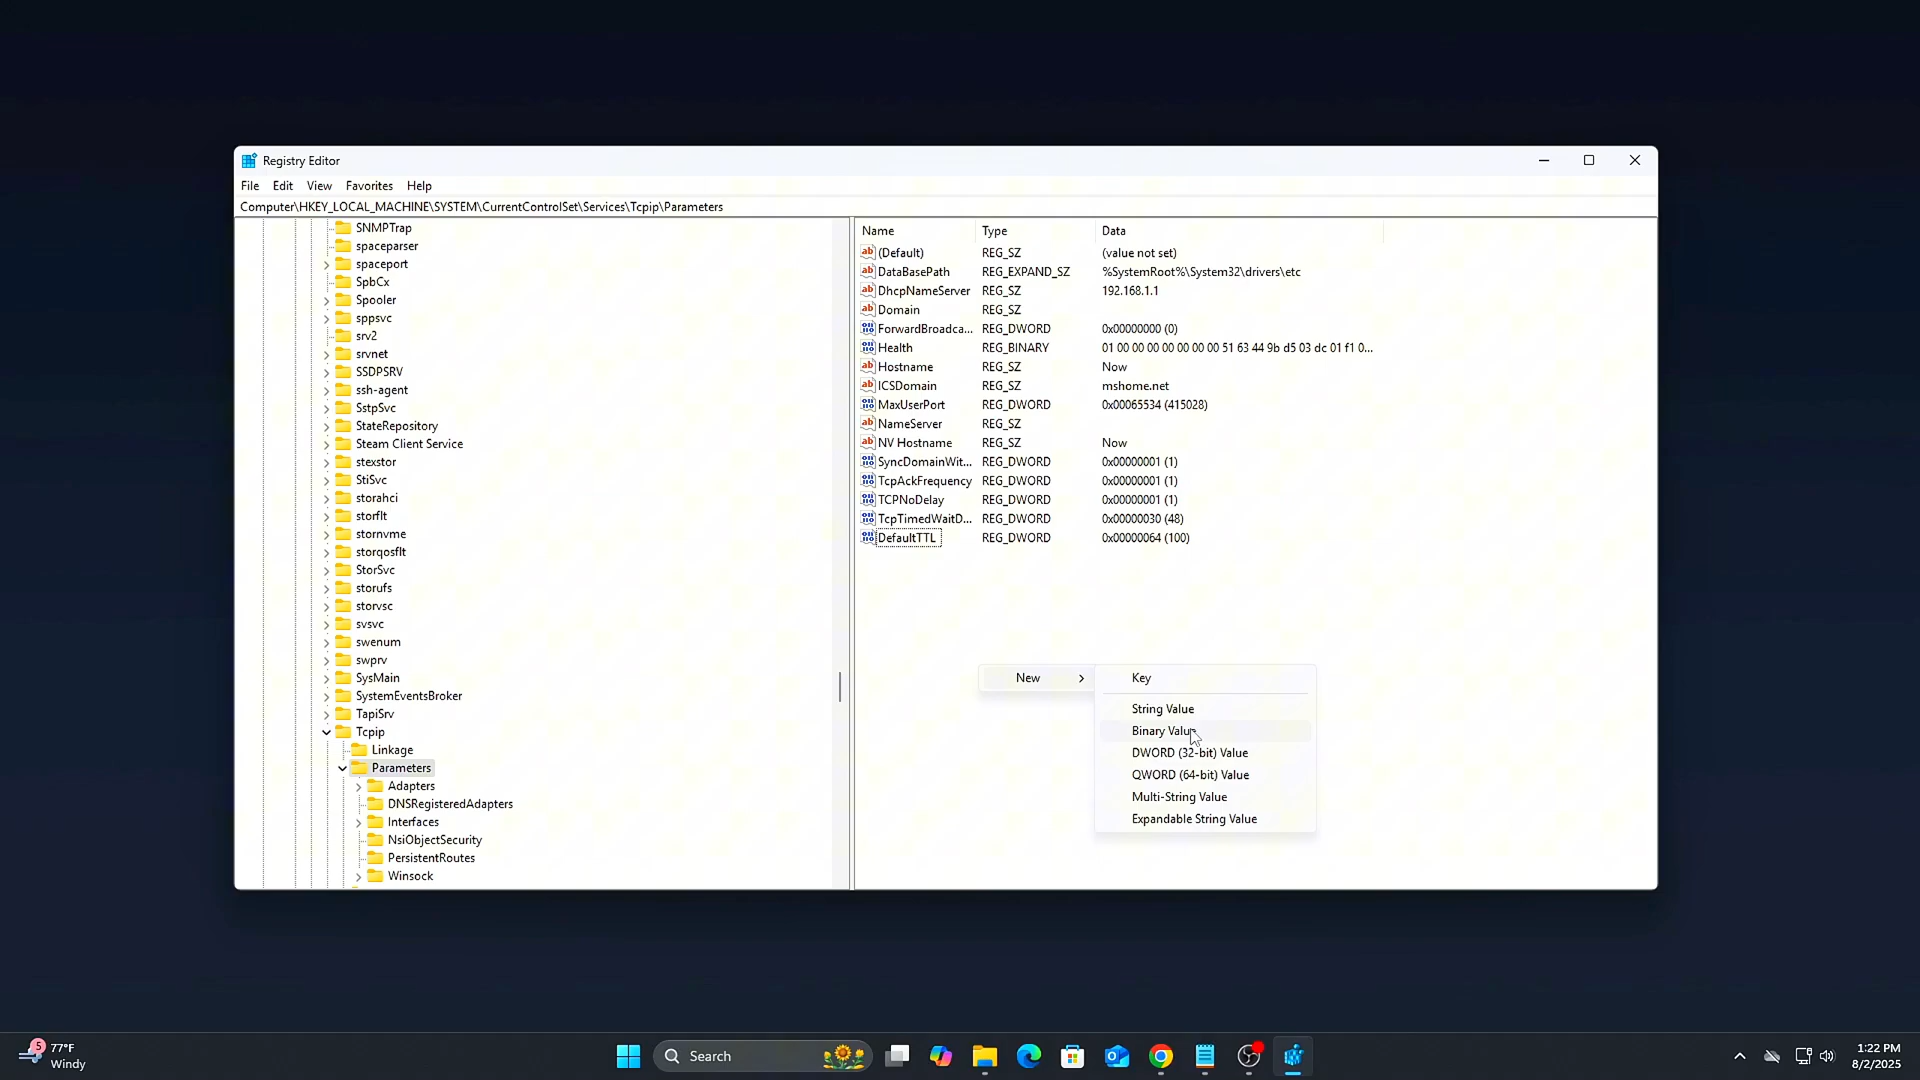 Registry Editor
File Edit View Favorites Help
Computer\HKEY_LOCAL_MACHINE\SYSTEM\CurrentControlSet\Services\Tcpip\Parameters
SNMPTrap
spaceparser
spaceport
SpbCx
Spooler
sppsvc
srv2
srvnet
SSDPSRV
ssh-agent
SstpSvc
StateRepository
Steam Client Service
stexstor
StiSvc
storahci
storflt
stornvme
storqosflt
StorSvc
storufs
storvsc
svsvc
swenum
swprv
SysMain
SystemEventsBroker
TapiSrv
Tcpip
Linkage
Parameters
Adapters
DNSRegisteredAdapters
Interfaces
NsiObjectSecurity
PersistentRoutes
Winsock
Name Type Data
(Default) REG_SZ (value not set)
DataBasePath REG_EXPAND_SZ %SystemRoot%\System32\drivers\etc
DhcpNameServer REG_SZ 192.168.1.1
Domain REG_SZ
ForwardBroadca... REG_DWORD 0x00000000 (0)
Health REG_BINARY 01 00 00 00 00 00 00 00 51 63 44 9b d5 03 dc 01 f1 0...
Hostname REG_SZ Now
ICSDomain REG_SZ mshome.net
MaxUserPort REG_DWORD 0x00065534 (415028)
NameServer REG_SZ
NV Hostname REG_SZ Now
SyncDomainWit... REG_DWORD 0x00000001 (1)
TcpAckFrequency REG_DWORD 0x00000001 (1)
TCPNoDelay REG_DWORD 0x00000001 (1)
TcpTimedWaitD... REG_DWORD 0x00000030 (48)
DefaultTTL REG_DWORD 0x00000064 (100)
New
Key
String Value
Binary Value
DWORD (32-bit) Value
QWORD (64-bit) Value
Multi-String Value
Expandable String Value
5
77°F
Windy
Search
1:22 PM
8/2/2025